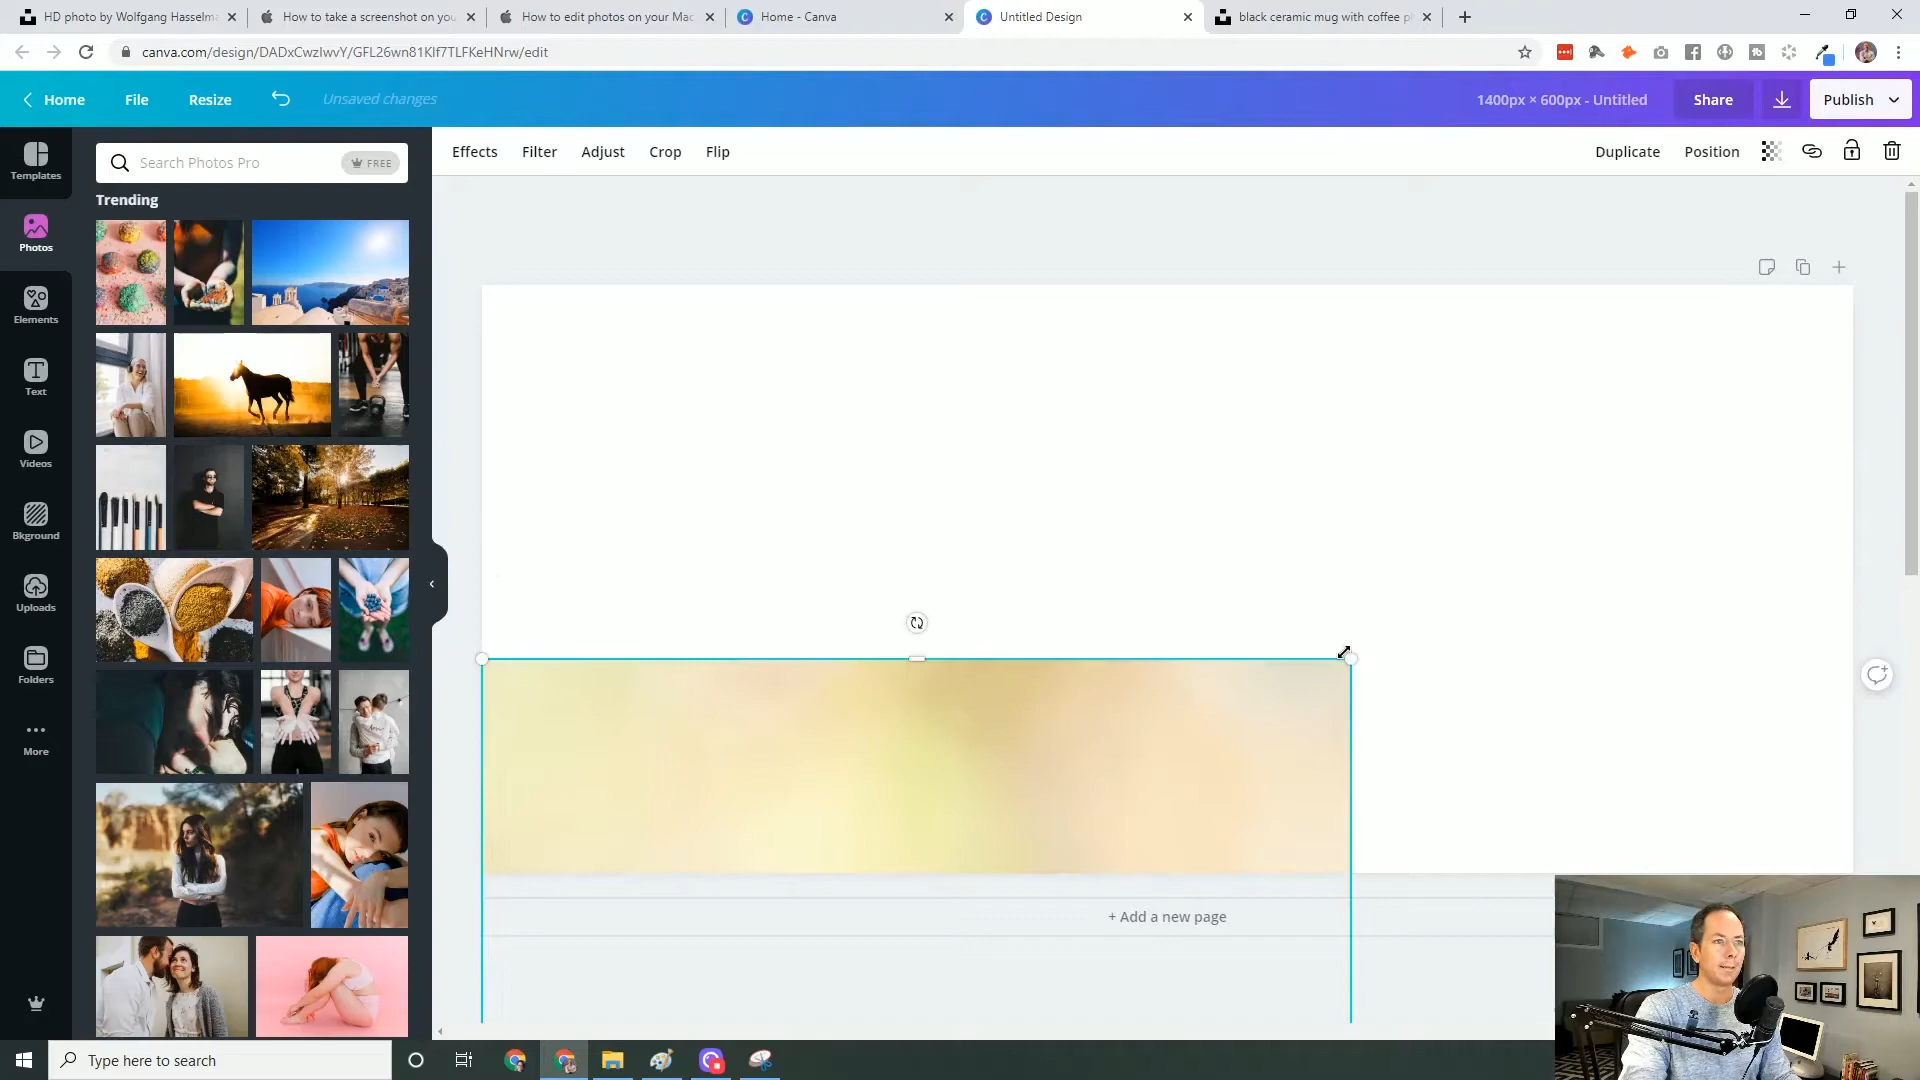 HD photo by Wolfgang Hasselma
How to take a screenshot on you
How to edit photos on your Mac
Home - Canva
Untitled Design
black ceramic mug with coffee p
canva.com/design/DADxCwzIwvY/GFL26wn81Klf7TLFKeHNrw/edit
Home
File
Resize
Unsaved changes
1400px × 600px - Untitled
Share
Publish
Templates
Photos
Elements
Text
Videos
Bkground
Uploads
Folders
More
Search Photos Pro
FREE
Trending
Effects
Filter
Adjust
Crop
Flip
Duplicate
Position
+ Add a new page
Type here to search